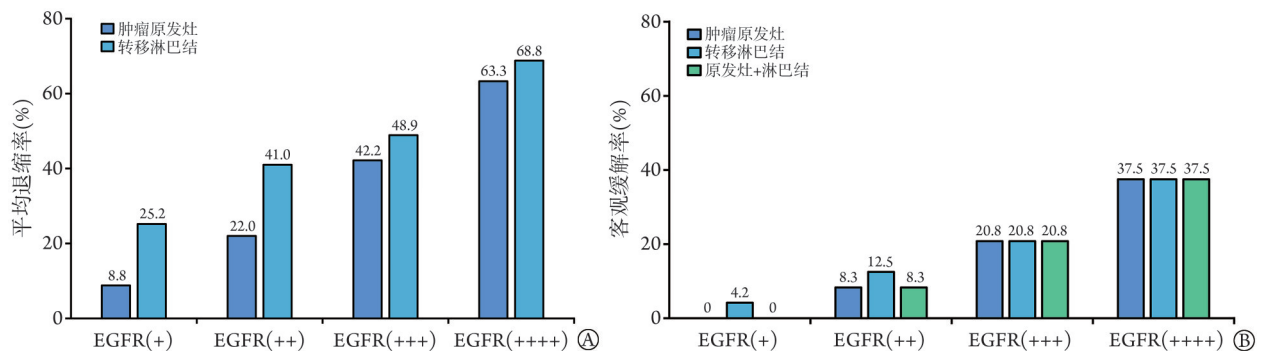 80
60
40
20
0
平均退缩率(%)
肿瘤原发灶
转移淋巴结
8.8
25.2
22.0
41.0
42.2
48.9
63.3
68.8
EGFR(+)
EGFR(++)
EGFR(+++)
EGFR(++++)
Ⓐ
80
60
40
20
0
客观缓解率(%)
肿瘤原发灶
转移淋巴结
原发灶+淋巴结
0
4.2
0
8.3
12.5
8.3
20.8
20.8
20.8
37.5
37.5
37.5
EGFR(+)
EGFR(++)
EGFR(+++)
EGFR(++++)
Ⓑ